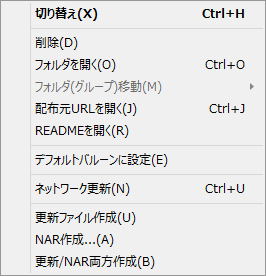 切り替え(X) Ctrl+H
削除(D)
フォルダを開く(O) Ctrl+O
フォルダ(グループ)移動(M)
配布元URLを開く(J) Ctrl+J
READMEを開く(R)
デフォルトバルーンに設定(E)
ネットワーク更新(N) Ctrl+U
更新ファイル作成(U)
NAR作成...(A)
更新/NAR両方作成(B)